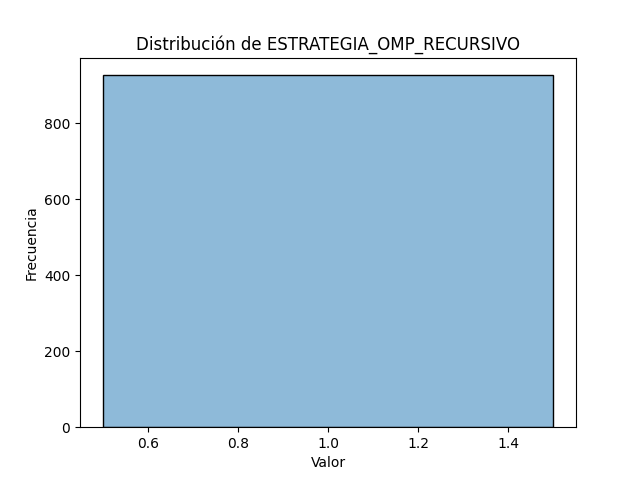 Distribución de ESTRATEGIA_OMP_RECURSIVO
Frecuencia
800
600
400
200
0
0.6 0.8 1.0 1.2 1.4
Valor